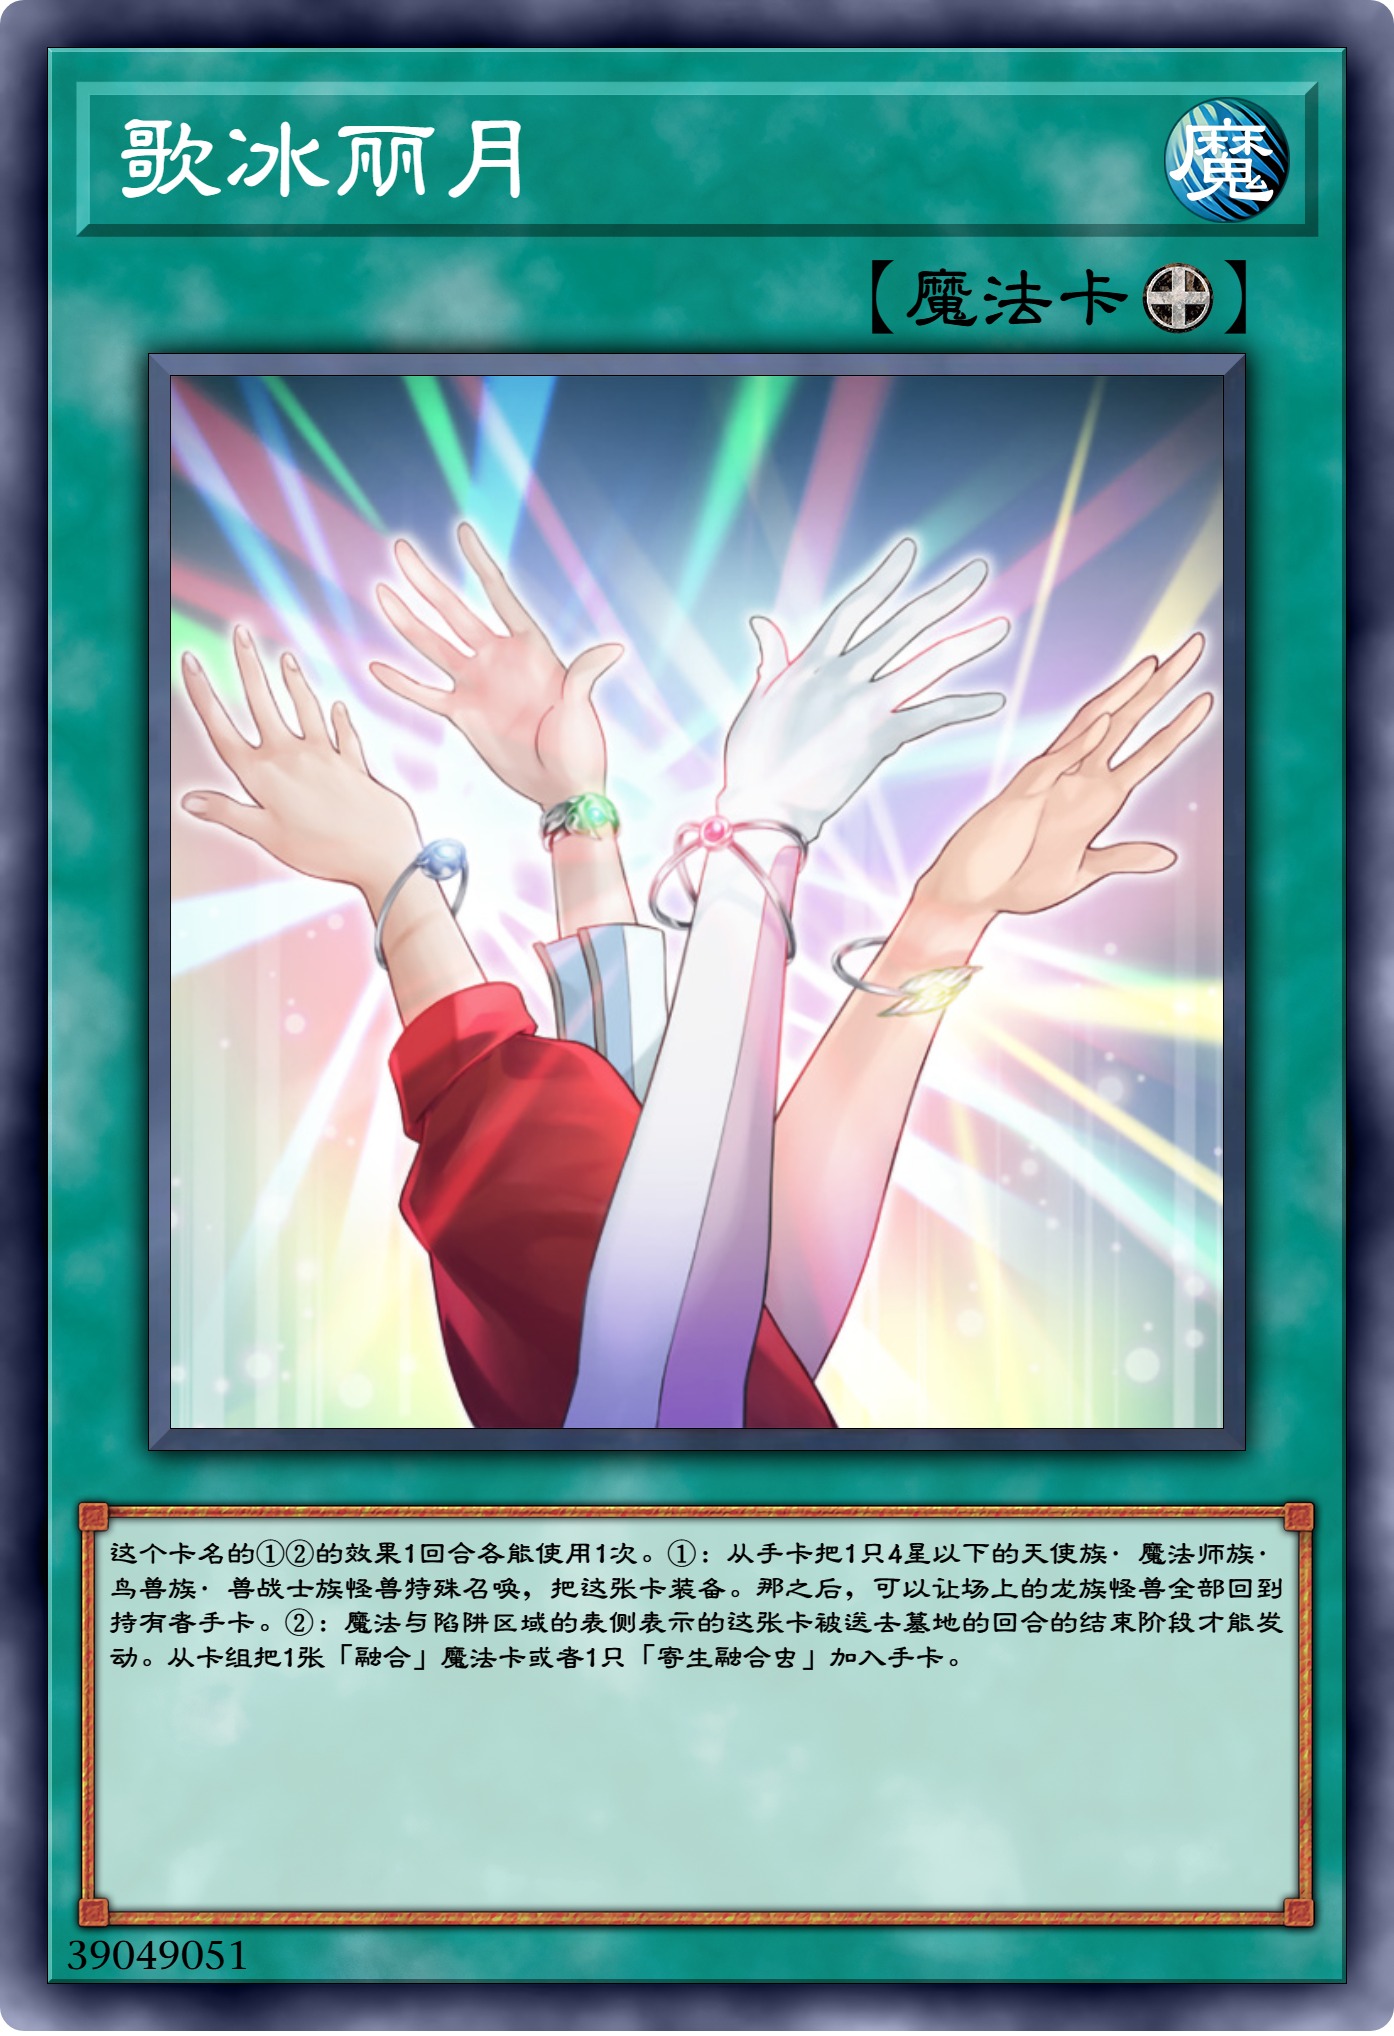 歌冰丽月
魔
【魔法卡】
这个卡名的①②的效果1回合各能使用1次。①：从手卡把1只4星以下的天使族·魔法师族·
鸟兽族·兽战士族怪兽特殊召唤，把这张卡装备。那之后，可以让场上的龙族怪兽全部回到
持有者手卡。②：魔法与陷阱区域的表侧表示的这张卡被送去墓地的回合的结束阶段才能发
动。从卡组把1张「融合」魔法卡或者1只「寄生融合虫」加入手卡。
39049051